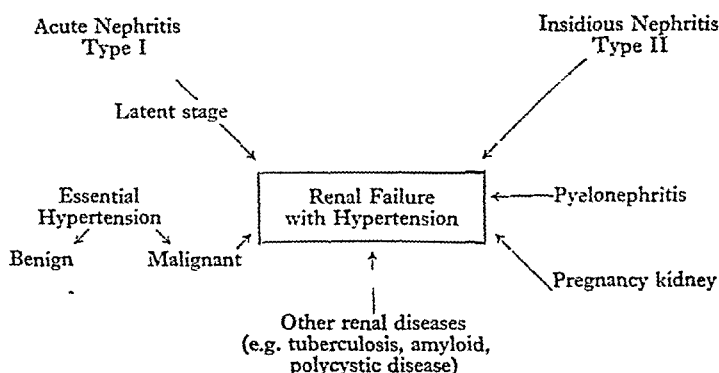 Acute Nephritis
Type I
Insidious Nephritis
Type II
Latent stage
Essential
Hypertension
Benign
Malignant
Renal Failure
with Hypertension
Pyelonephritis
Pregnancy kidney
Other renal diseases
(e.g. tuberculosis, amyloid,
polycystic disease)